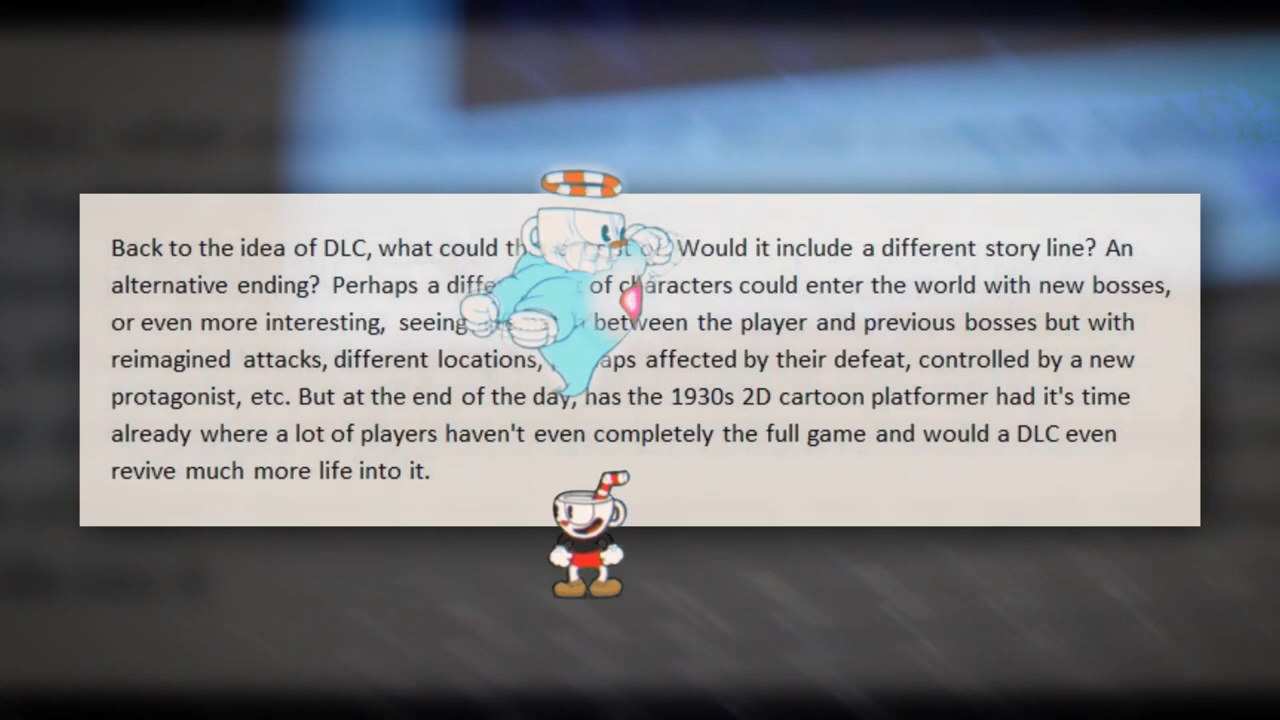 Back to the idea of DLC, what could Would it include a different story line? An
alternative ending? Perhaps a of characters could enter the world with new bosses,
or even more interesting, seeing between the player and previous bosses but with
reimagined attacks, different locations, affected by their defeat, controlled by a new
protagonist, etc. But at the end of the day, has the 1930s 2D cartoon platformer had it's time
already where a lot of players haven't even completely the full game and would a DLC even
revive much more life into it.